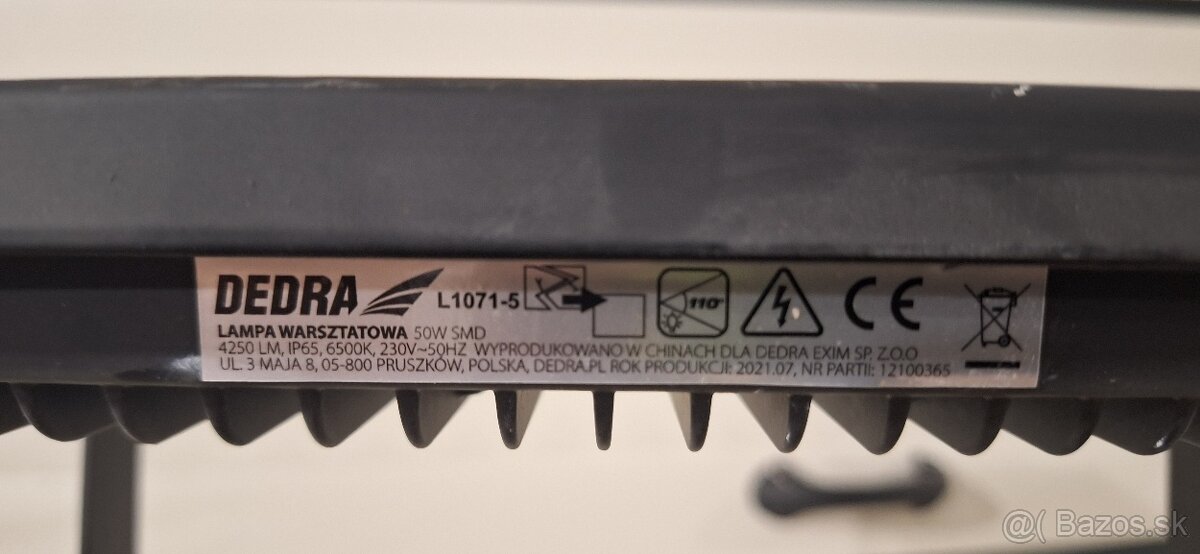 DEDRA L1071-5
110°
CE
LAMPA WARSZTATOWA 50W SMD
4250 LM, IP65, 6500K, 230V~50HZ WYPRODUKOWANO W CHINACH DLA DEDRA EXIM SP. Z.O.O
UL. 3 MAJA 8, 05-800 PRUSZKÓW, POLSKA, DEDRA.PL ROK PRODUKCJI: 2021.07, NR PARTII: 12100365
@( Bazos.sk